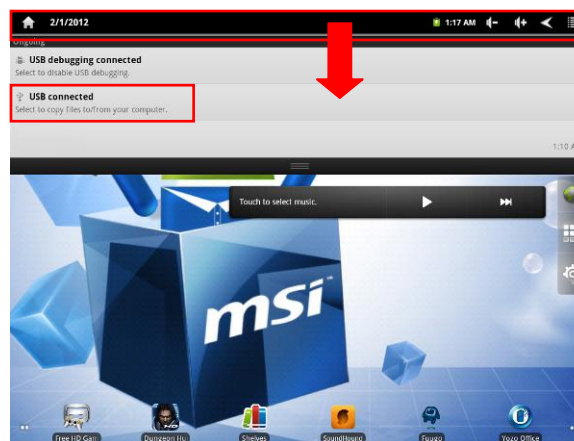 2/1/2012
1:17 AM
Ongoing
USB debugging connected
Select to disable USB debugging.
USB connected
Select to copy files to/from your computer.
1:10 A
Touch to select music.
msi
HD
Free HD Gam
Dungeon Hu
Shelves
SoundHound
Fuugo
Yozo Office